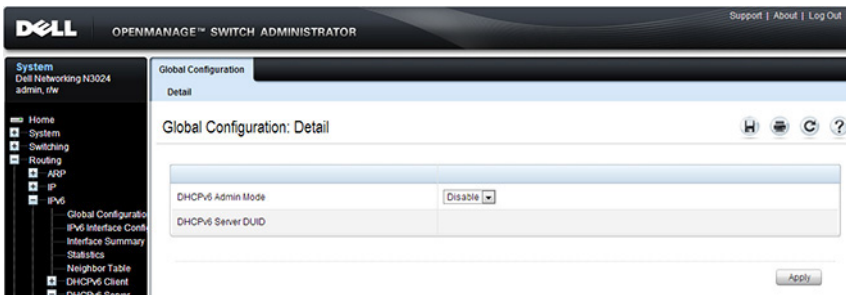 Support | About | Log Out
DELL OPENMANAGE™ SWITCH ADMINISTRATOR
System
Dell Networking N3024
admin, r/w
Home
System
Switching
Routing
ARP
IP
IPv6
Global Configuratio
IPv6 Interface Confi
Interface Summary
Statistics
Neighbor Table
DHCPv6 Client
DHCPv6 Server
Global Configuration
Detail
Global Configuration: Detail
DHCPv6 Admin Mode Disable
DHCPv6 Server DUID
Apply